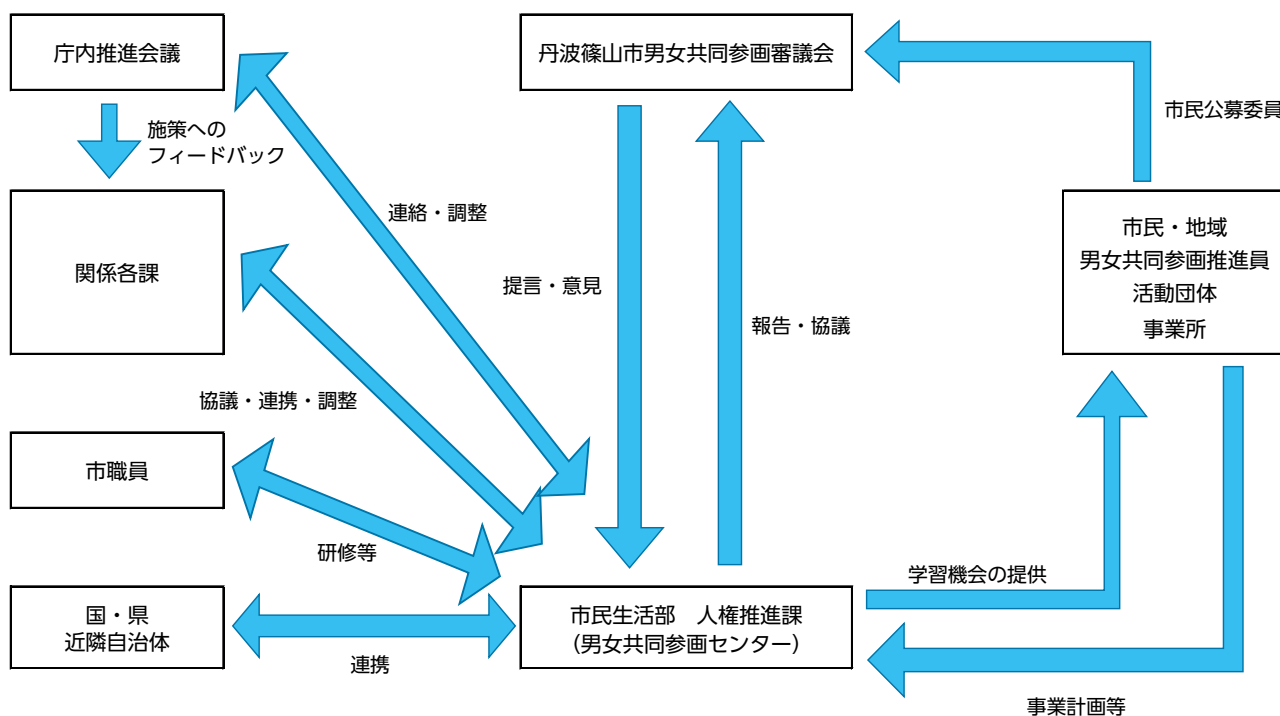 庁内推進会議
丹波篠山市男女共同参画審議会
市民公募委員
施策への
フィードバック
関係各課
連絡・調整
提言・意見
報告・協議
市民・地域
男女共同参画推進員
活動団体
事業所
協議・連携・調整
市職員
研修等
学習機会の提供
国・県
近隣自治体
連携
市民生活部　人権推進課
(男女共同参画センター)
事業計画等